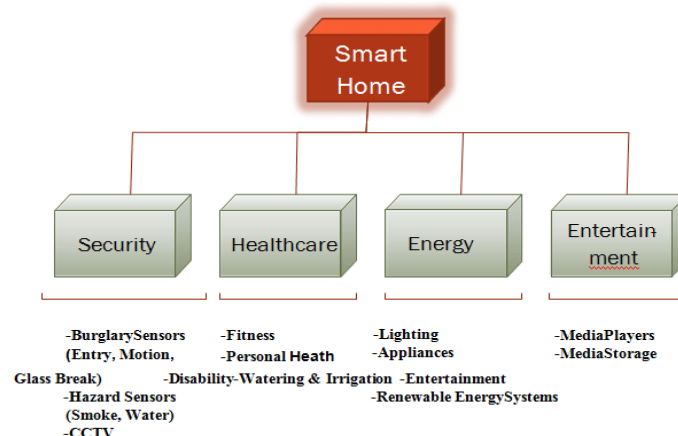 Smart
Home
Security
Healthcare
Energy
Entertain-
ment
-BurglarySensors
(Entry, Motion,
Glass Break)
-Hazard Sensors
(Smoke, Water)
-CCTV
-Fitness
-Personal Heath
-Disability-Watering & Irrigation -Entertainment
-Lighting
-Appliances
-Renewable EnergySystems
-MediaPlayers
-MediaStorage